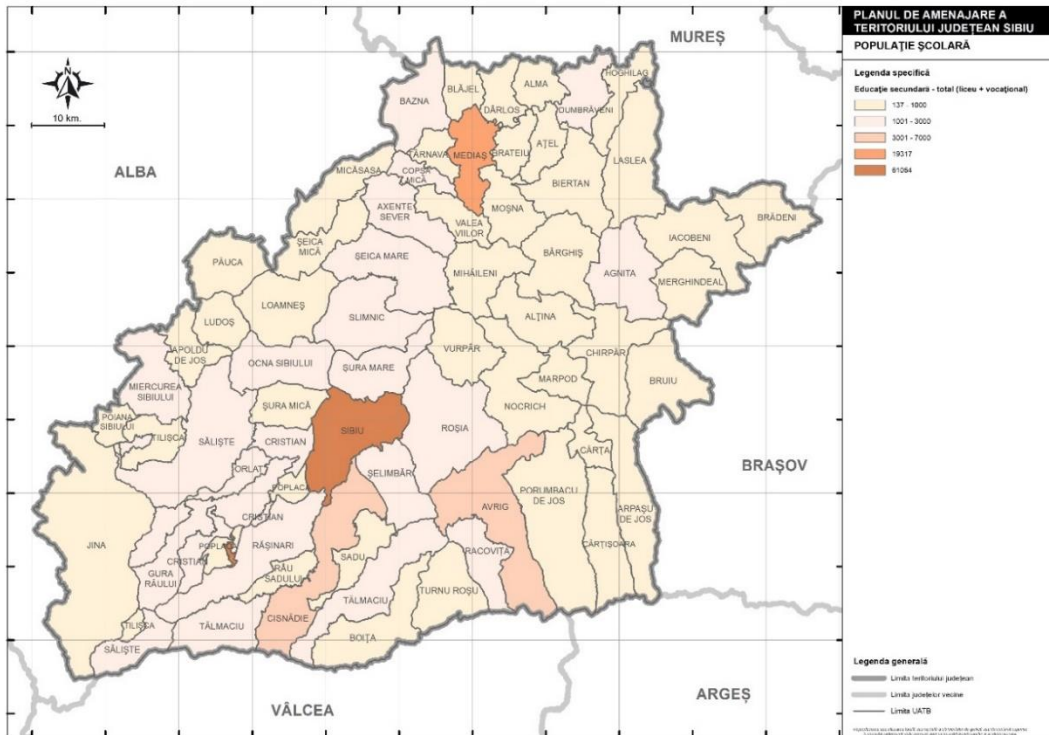 PLANUL DE AMENAJARE A
TERITORIULUI JUDEȚEAN SIBIU
POPULAȚIE ȘCOLARĂ
Legenda specifică
Educație secundară - total (liceu + vocațional)
137 - 1000
1001 - 3000
3001 - 7000
19317
61064
N
10 km.
MUREȘ
ALBA
BRAȘOV
VÂLCEA
ARGEȘ
HOGHILAG
BLĂJEL
ALMA
BAZNA
DÂRLOS
DUMBRĂVENI
TÂRNAVA
MEDIAȘ
BRATEIU
AȚEL
LASLEA
MICĂSASA
COPȘA
MICĂ
BIERTAN
AXENTE
SEVER
MOȘNA
VALEA
VIILOR
BRĂDENI
ȘEICA
MICĂ
ȘEICA MARE
IACOBENI
PĂUCA
MIHĂILENI
BÂRGHIȘ
AGNITA
MERGHINDEAL
LOAMNEȘ
LUDOȘ
SLIMNIC
ALȚINA
APOLDU
DE JOS
VURPĂR
CHIRPĂR
OCNA SIBIULUI
ȘURA MARE
MARPOD
BRUIU
MIERCUREA
SIBIULUI
ȘURA MICĂ
NOCRICH
POIANA
SIBIULUI
TILIȘCA
SĂLIȘTE
CRISTIAN
SIBIU
ROȘIA
CÂRȚA
ORLAT
ȘELIMBĂR
POPLACA
PORUMBACU
DE JOS
AVRIG
ARPAȘU
DE JOS
CRISTIAN
JINA
RĂȘINARI
CÂRȚIȘOARA
CRISTIAN
SADU
RACOVIȚĂ
GURA
RÂULUI
RÂU
SADULUI
TURNU ROȘU
TĂLMACIU
TILIȘCA
TĂLMACIU
CISNĂDIE
BOIȚA
SĂLIȘTE
Legenda generală
Limita teritoriului județean
Limita județelor vecine
Limita UATB